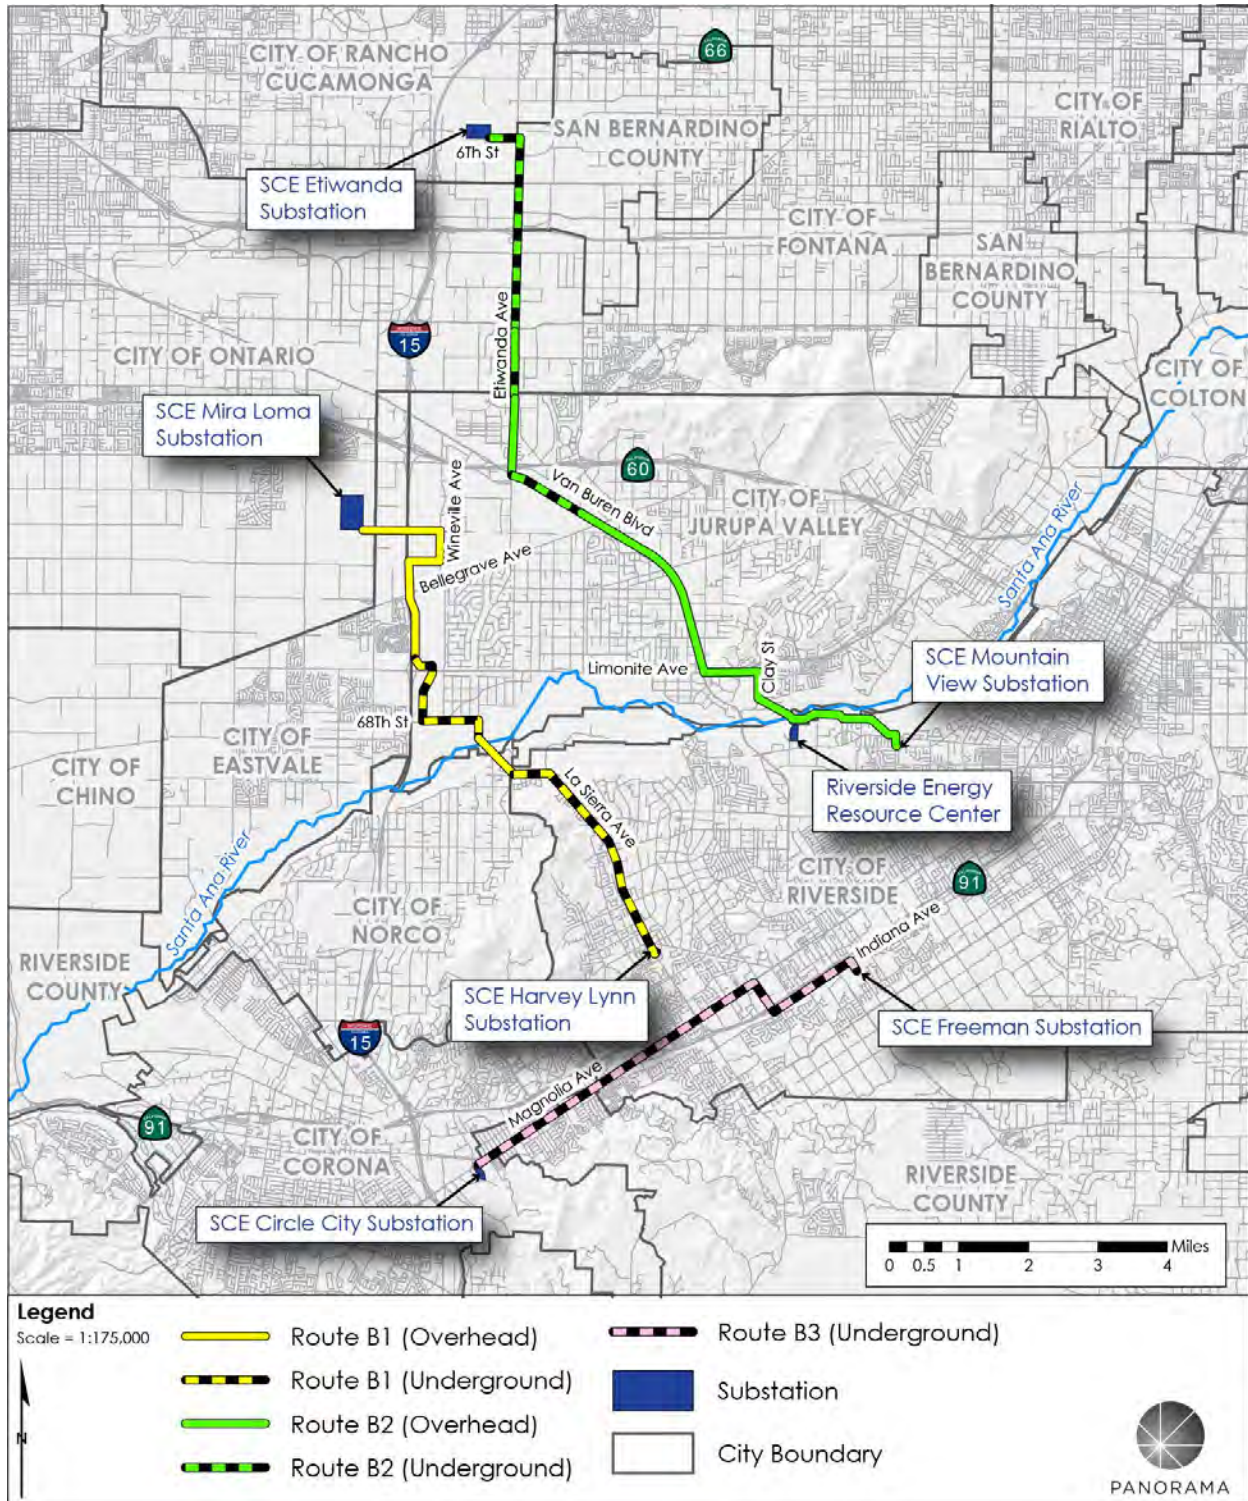 CITY OF RANCHO
CUCAMONGA
66
CITY OF
RIALTO
SAN BERNARDINO
COUNTY
6Th St
SCE Etiwanda
Substation
CITY OF
FONTANA
SAN
BERNARDINO
COUNTY
Etiwanda Ave
15
CITY OF ONTARIO
CITY OF
COLTON
SCE Mira Loma
Substation
60
Wineville Ave
Van Buren Blvd
CITY OF
JURUPA VALLEY
Bellegrave Ave
Santa Ana River
Limonite Ave
Clay St
SCE Mountain
View Substation
68Th St
CITY OF
EASTVALE
CITY OF
CHINO
La Sierra Ave
Riverside Energy
Resource Center
Santa Ana River
CITY OF
RIVERSIDE
91
CITY OF
NORCO
Indiana Ave
RIVERSIDE
COUNTY
SCE Harvey Lynn
Substation
SCE Freeman Substation
15
Magnolia Ave
91
CITY OF
CORONA
RIVERSIDE
COUNTY
SCE Circle City Substation
Miles
0 0.5 1 2 3 4
Legend
Scale = 1:175,000
N
Route B1 (Overhead)
Route B1 (Underground)
Route B2 (Overhead)
Route B2 (Underground)
Route B3 (Underground)
Substation
City Boundary
PANORAMA